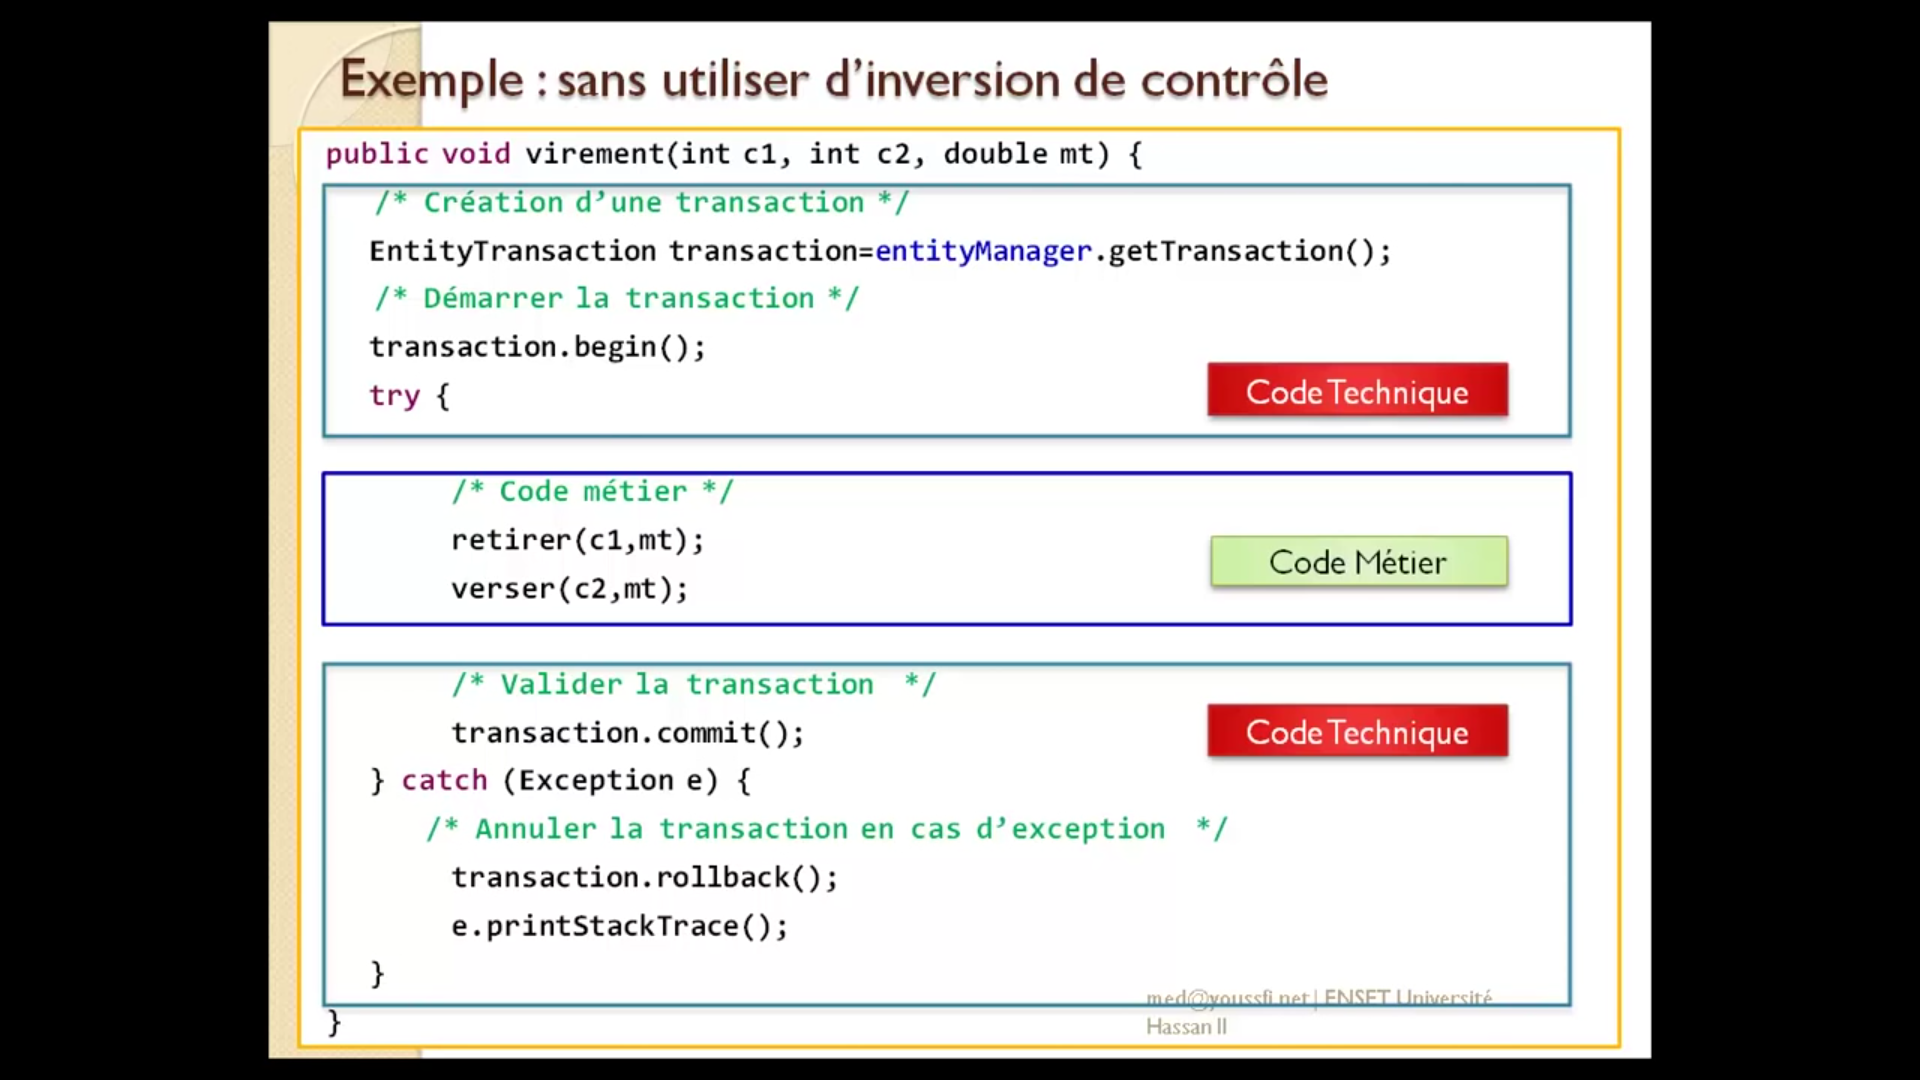 Exemple : sans utiliser d’inversion de contrôle
public void virement(int c1, int c2, double mt) {
/* Création d’une transaction */
EntityTransaction transaction=entityManager.getTransaction();
/* Démarrer la transaction */
transaction.begin();
try {
Code Technique
/* Code métier */
retirer(c1,mt);
Code Métier
verser(c2,mt);
/* Valider la transaction */
transaction.commit();
Code Technique
} catch (Exception e) {
/* Annuler la transaction en cas d’exception */
transaction.rollback();
e.printStackTrace();
}
med@youssfi.net | ENSET Université
Hassan II
}